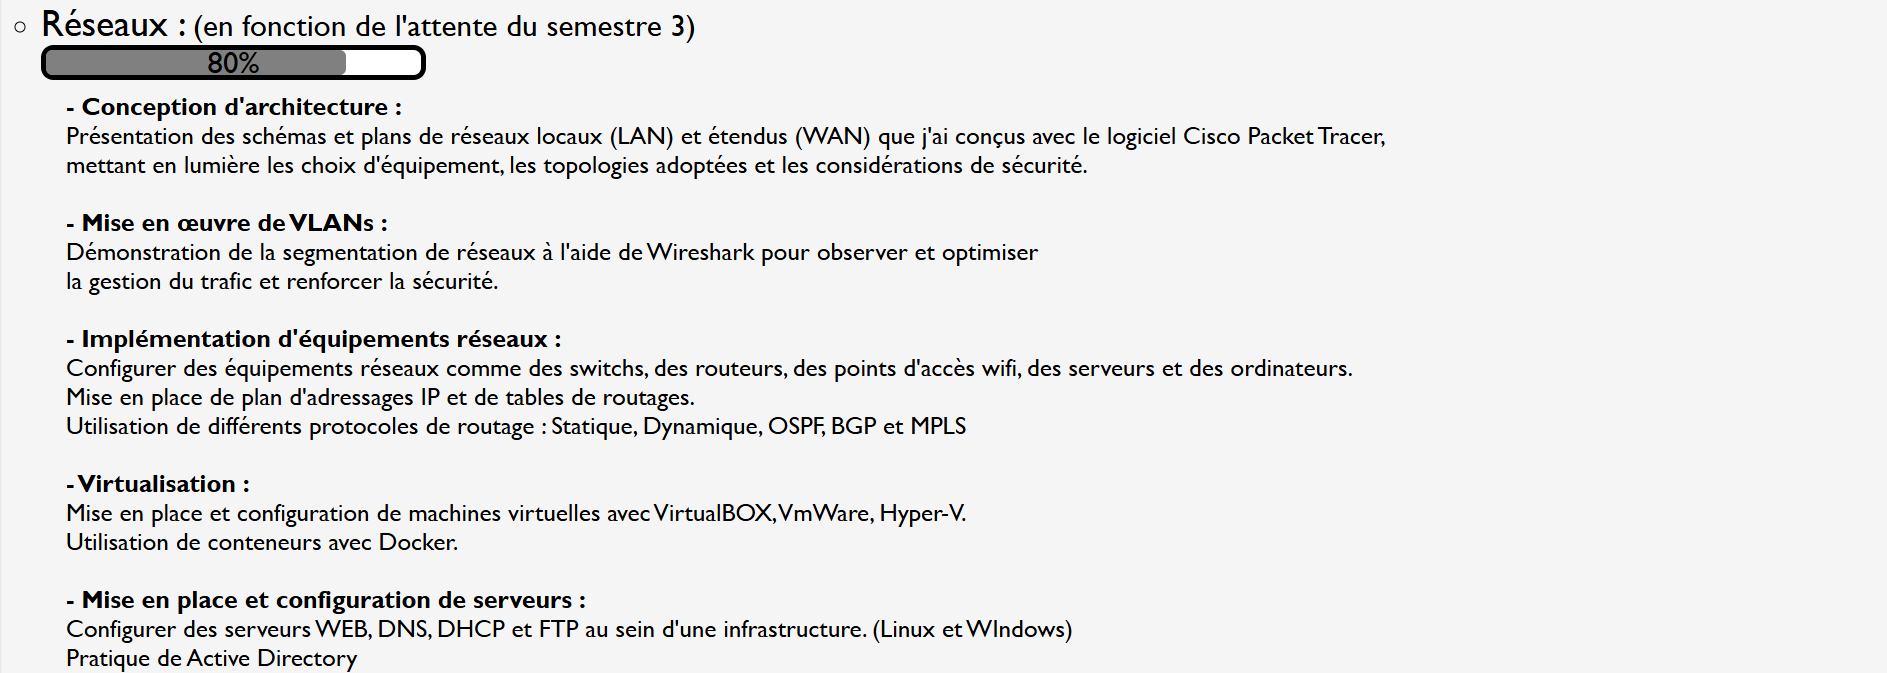 Réseaux : (en fonction de l'attente du semestre 3)
80%
- Conception d'architecture :
Présentation des schémas et plans de réseaux locaux (LAN) et étendus (WAN) que j'ai conçus avec le logiciel Cisco Packet Tracer,
mettant en lumière les choix d'équipement, les topologies adoptées et les considérations de sécurité.
- Mise en œuvre de VLANs :
Démonstration de la segmentation de réseaux à l'aide de Wireshark pour observer et optimiser
la gestion du trafic et renforcer la sécurité.
- Implémentation d'équipements réseaux :
Configurer des équipements réseaux comme des switchs, des routeurs, des points d'accès wifi, des serveurs et des ordinateurs.
Mise en place de plan d'adressages IP et de tables de routages.
Utilisation de différents protocoles de routage : Statique, Dynamique, OSPF, BGP et MPLS
- Virtualisation :
Mise en place et configuration de machines virtuelles avec VirtualBOX, VmWare, Hyper-V.
Utilisation de conteneurs avec Docker.
- Mise en place et configuration de serveurs :
Configurer des serveurs WEB, DNS, DHCP et FTP au sein d'une infrastructure. (Linux et WIndows)
Pratique de Active Directory